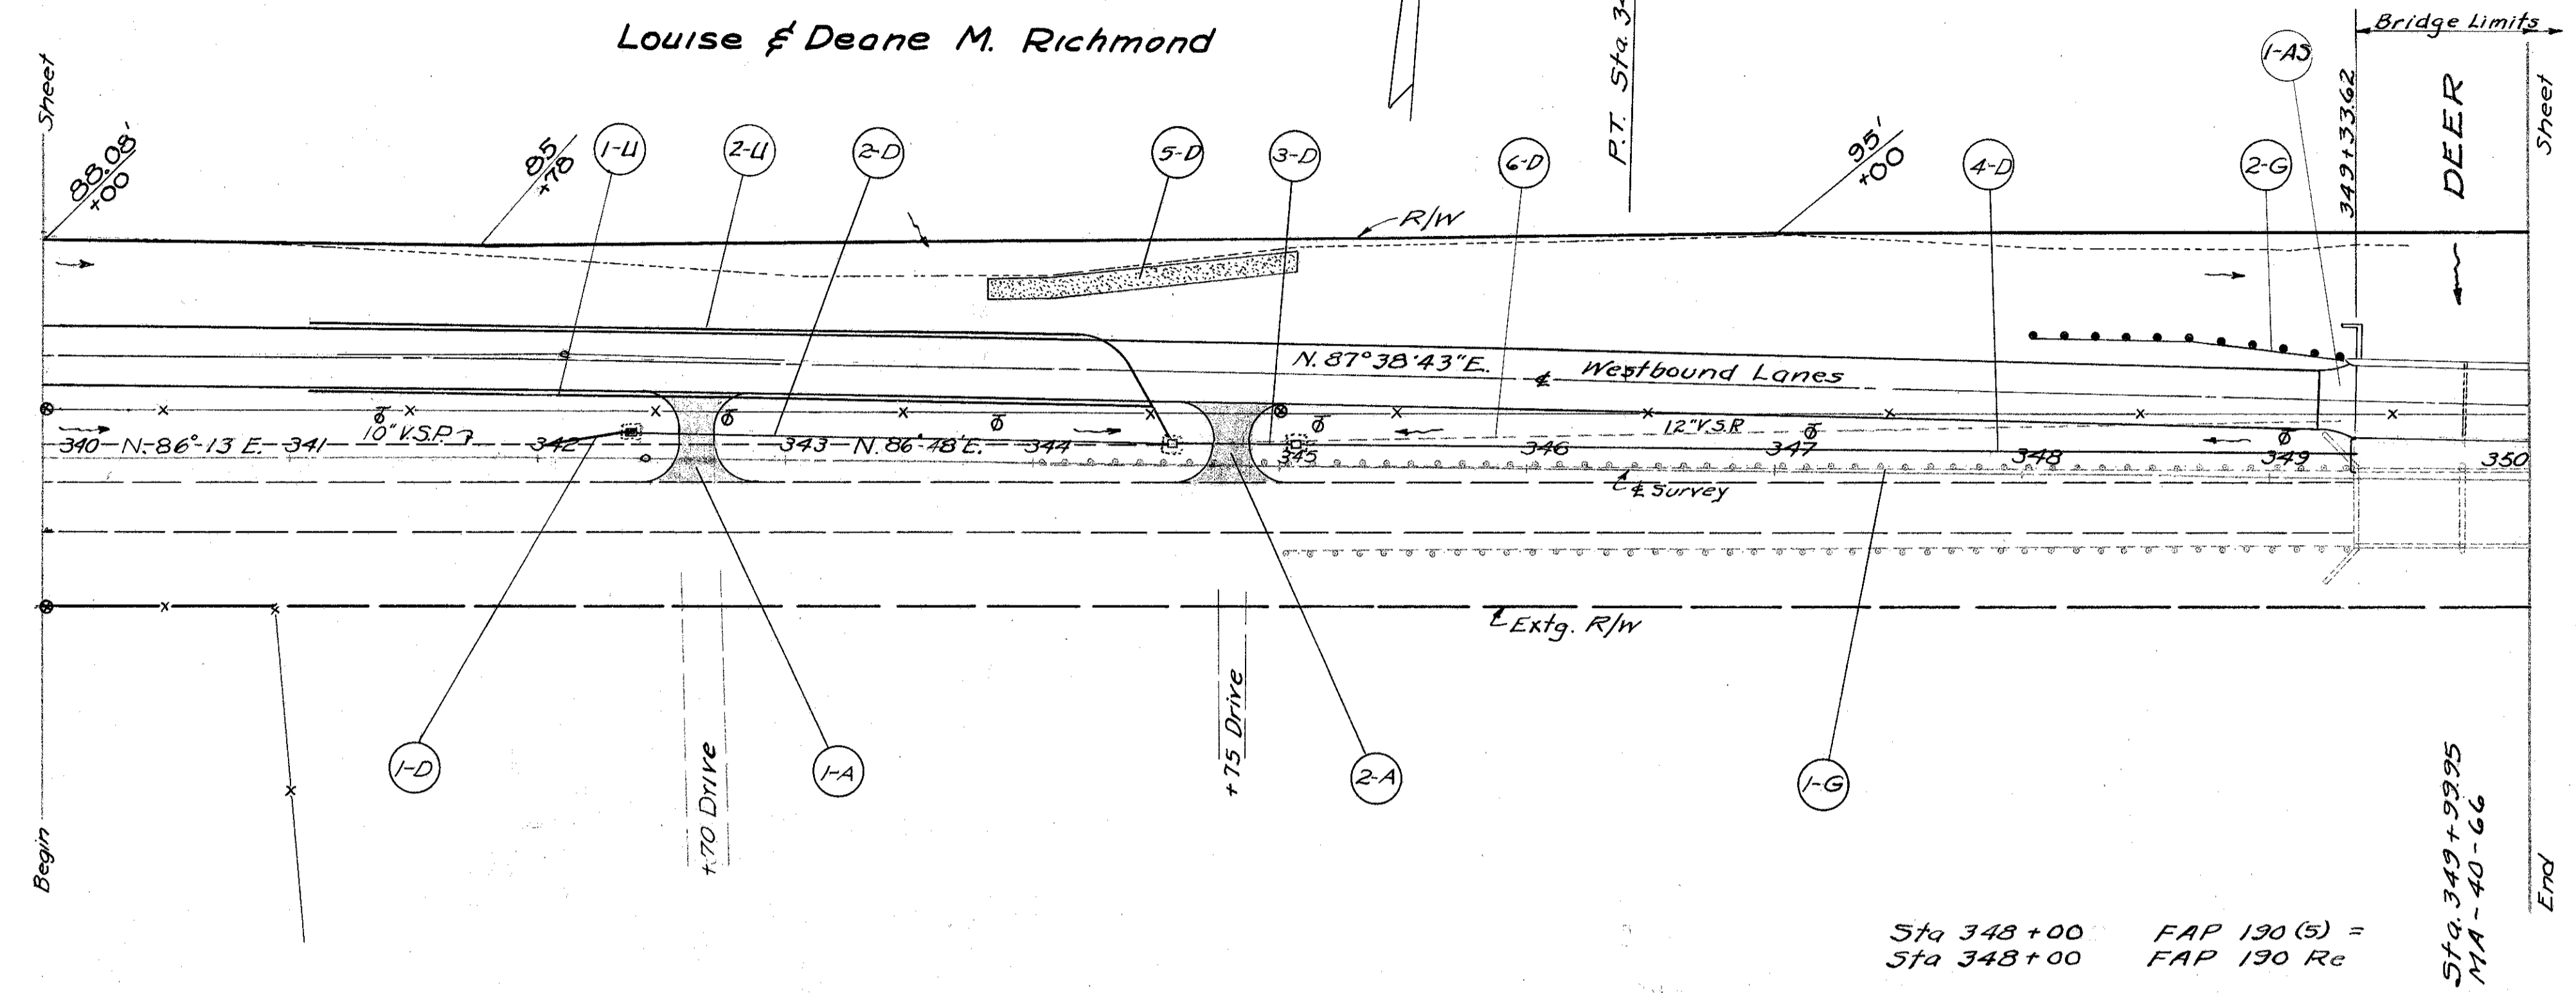 Louise & Deane M. Richmond
P.T. Sta. 34
Bridge Limits
Sheet
88.08'
+00
85
+78
1-U
2-U
2-D
5-D
3-D
6-D
95'
+00
4-D
2-G
1-AS
349+33.62
DEER
Sheet
R/W
N. 87°38'43"E.
℄ Westbound Lanes
10" V.S.P.
12" V.S.P.
340 N. 86°-13 E. 341 342 343 N. 86°48' E. 344 345 346 347 348 349 350
℄ Survey
Extg. R/W
1-D
1-A
2-A
1-G
+70 Drive
+75 Drive
Begin
End
Sta. 349+99.95
MA-40-66
Sta 348+00 FAP 190 (5) =
Sta 348+00 FAP 190 Re